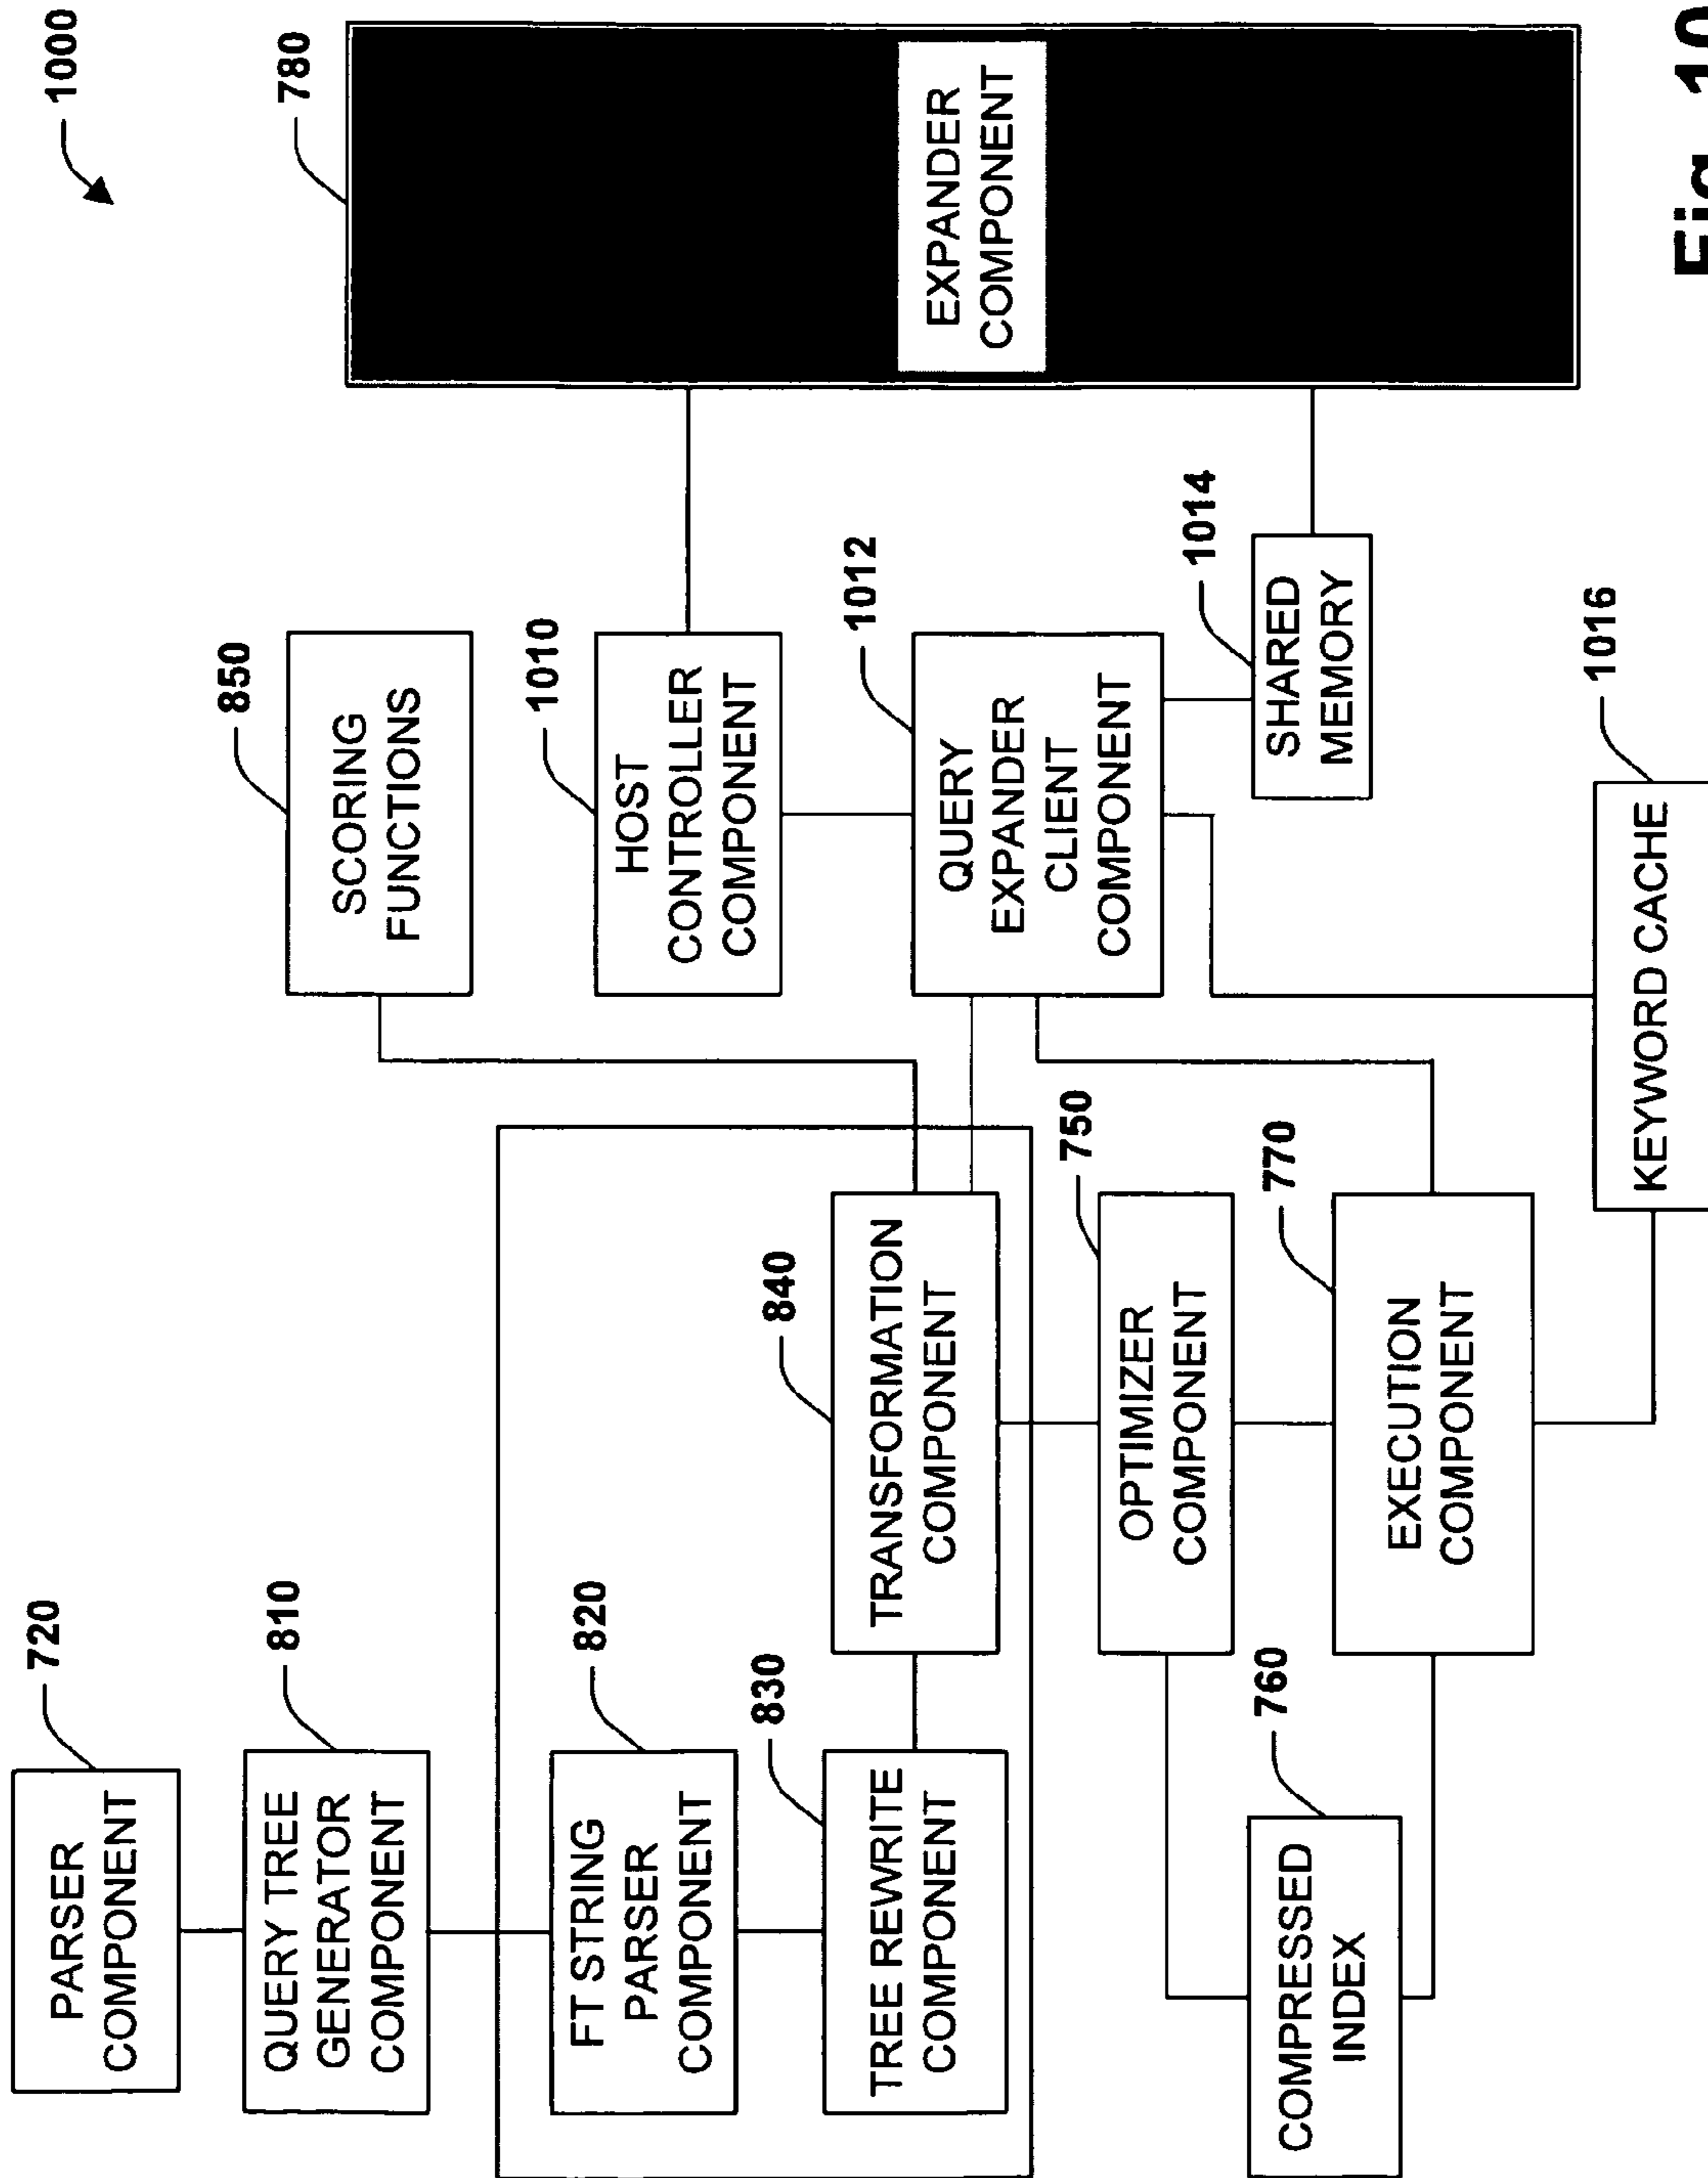 1000
720
PARSER
COMPONENT
810
QUERY TREE
GENERATOR
COMPONENT
820
FT STRING
PARSER
COMPONENT
830
TREE REWRITE
COMPONENT
840
TRANSFORMATION
COMPONENT
850
SCORING
FUNCTIONS
1010
HOST
CONTROLLER
COMPONENT
1012
QUERY
EXPANDER
CLIENT
COMPONENT
780
EXPANDER
COMPONENT
1014
SHARED
MEMORY
750
OPTIMIZER
COMPONENT
760
COMPRESSED
INDEX
770
EXECUTION
COMPONENT
1016
KEYWORD CACHE
Fig. 10